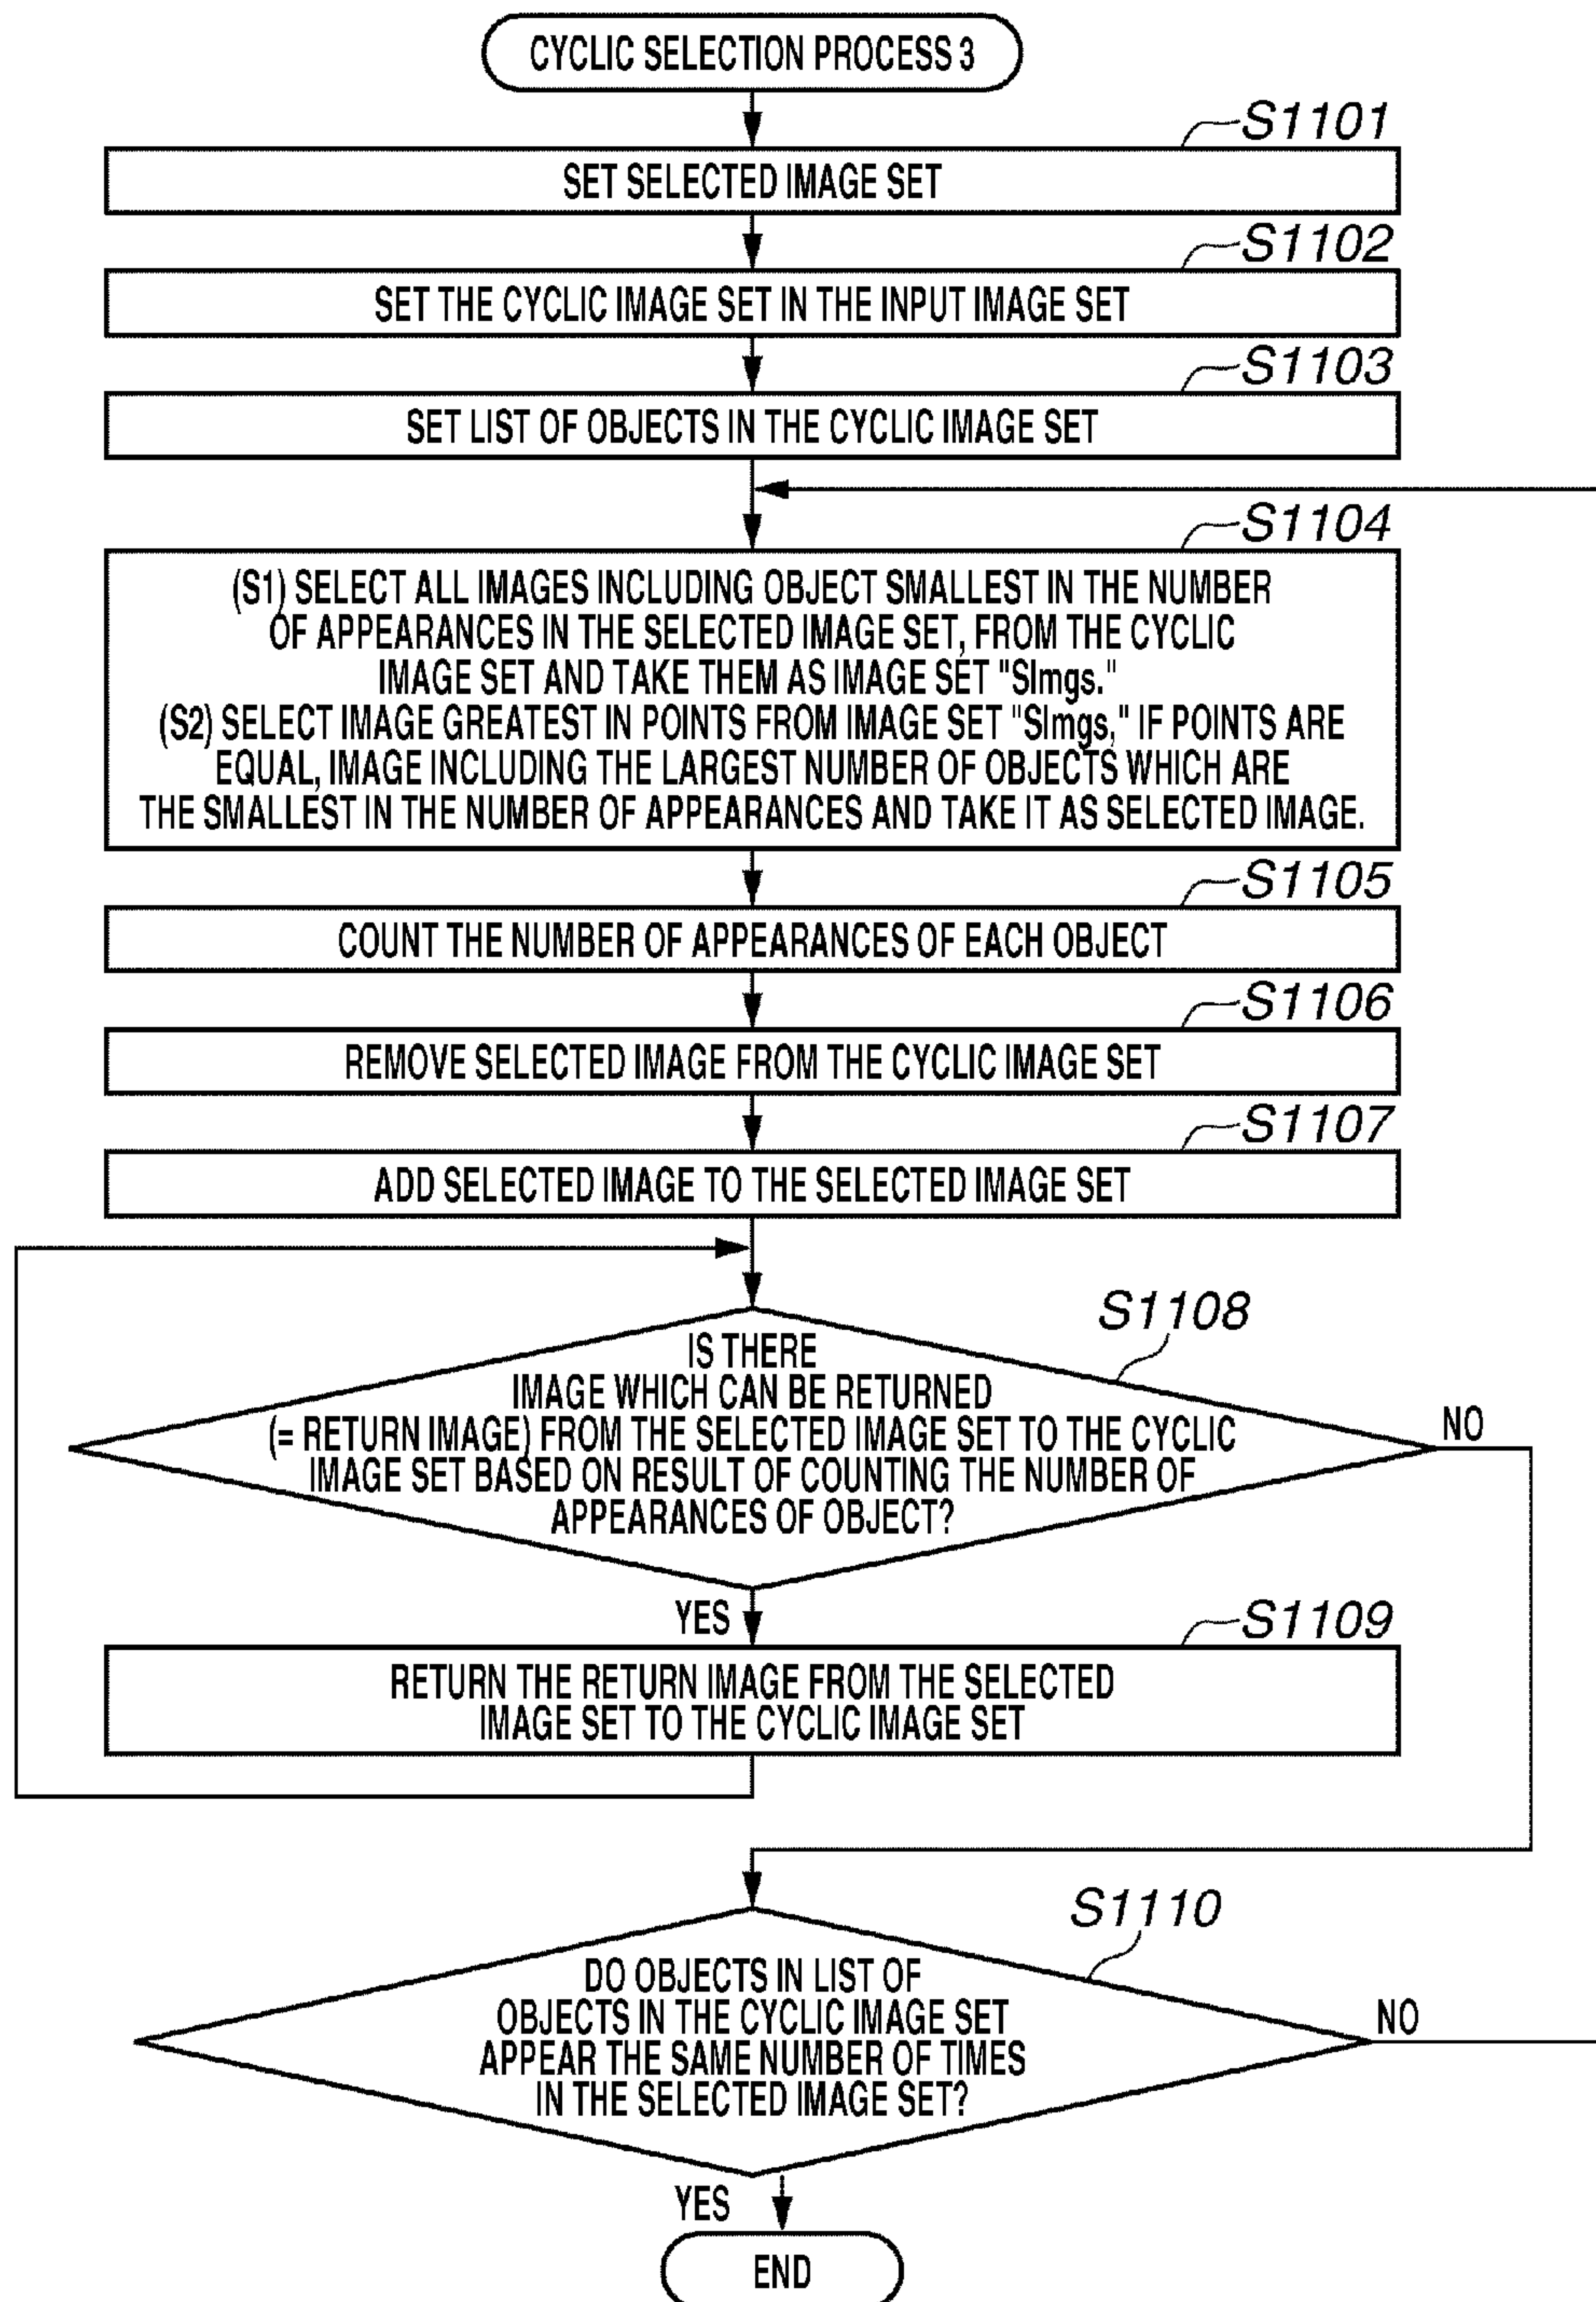 CYCLIC SELECTION PROCESS 3
S1101
SET SELECTED IMAGE SET
S1102
SET THE CYCLIC IMAGE SET IN THE INPUT IMAGE SET
S1103
SET LIST OF OBJECTS IN THE CYCLIC IMAGE SET
S1104
(S1) SELECT ALL IMAGES INCLUDING OBJECT SMALLEST IN THE NUMBER
OF APPEARANCES IN THE SELECTED IMAGE SET, FROM THE CYCLIC
IMAGE SET AND TAKE THEM AS IMAGE SET "SImgs."
(S2) SELECT IMAGE GREATEST IN POINTS FROM IMAGE SET "SImgs," IF POINTS ARE
EQUAL, IMAGE INCLUDING THE LARGEST NUMBER OF OBJECTS WHICH ARE
THE SMALLEST IN THE NUMBER OF APPEARANCES AND TAKE IT AS SELECTED IMAGE.
S1105
COUNT THE NUMBER OF APPEARANCES OF EACH OBJECT
S1106
REMOVE SELECTED IMAGE FROM THE CYCLIC IMAGE SET
S1107
ADD SELECTED IMAGE TO THE SELECTED IMAGE SET
S1108
IS THERE
IMAGE WHICH CAN BE RETURNED
(= RETURN IMAGE) FROM THE SELECTED IMAGE SET TO THE CYCLIC
IMAGE SET BASED ON RESULT OF COUNTING THE NUMBER OF
APPEARANCES OF OBJECT?
NO
YES
S1109
RETURN THE RETURN IMAGE FROM THE SELECTED
IMAGE SET TO THE CYCLIC IMAGE SET
S1110
DO OBJECTS IN LIST OF
OBJECTS IN THE CYCLIC IMAGE SET
APPEAR THE SAME NUMBER OF TIMES
IN THE SELECTED IMAGE SET?
NO
YES
END